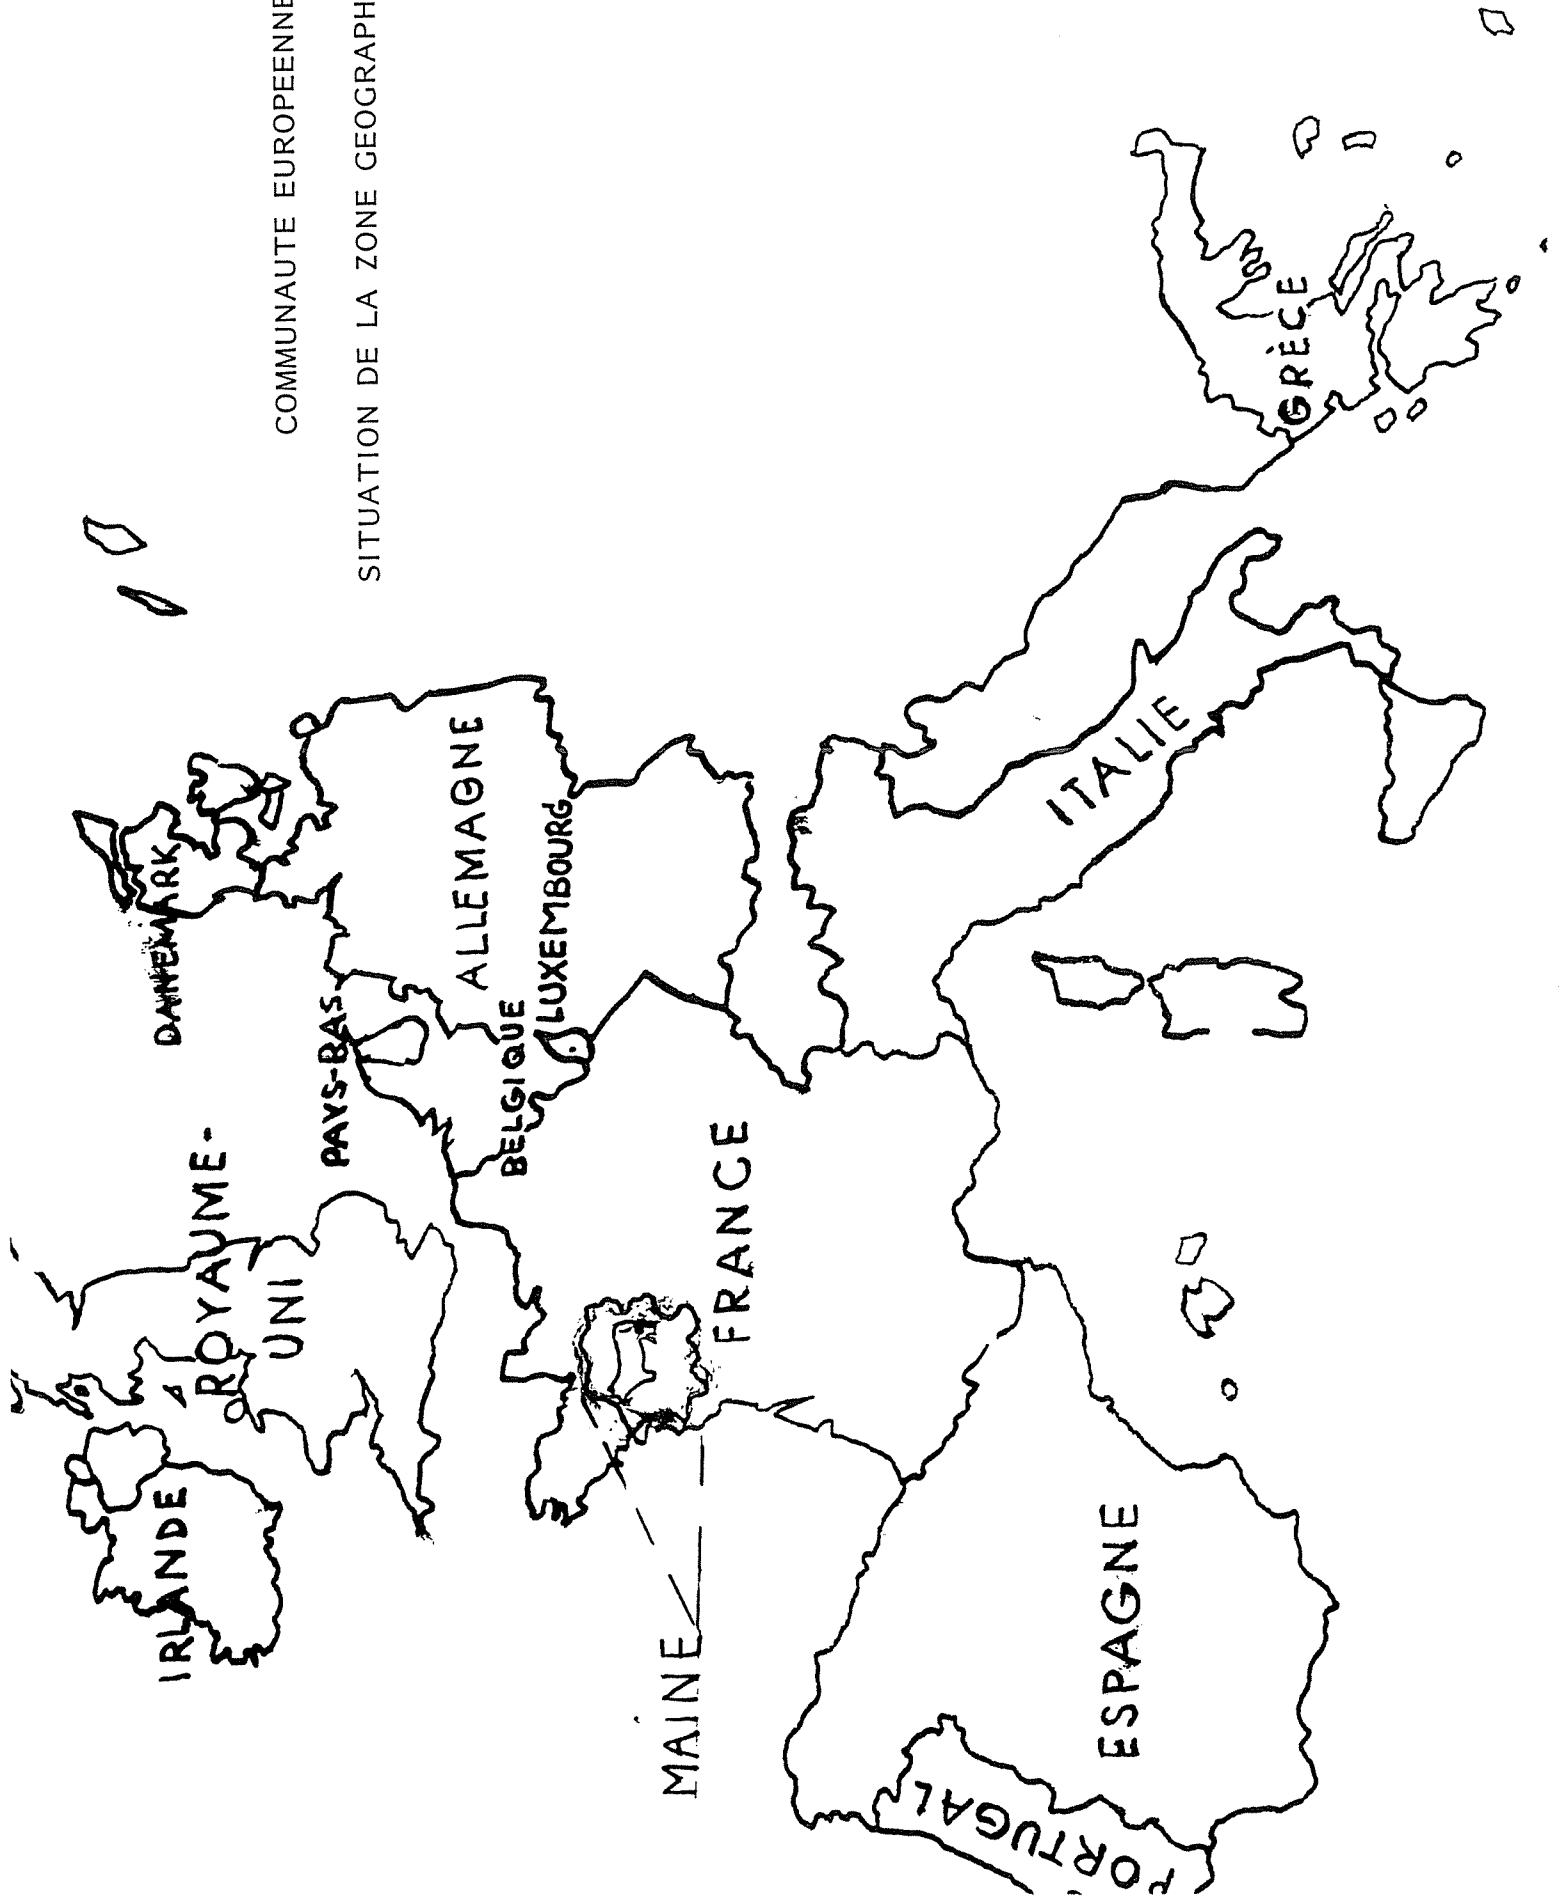 COMMUNAUTE EUROPEENNE
SITUATION DE LA ZONE GEOGRAPH
IRLANDE
ROYAUME-
UNI
DANEMARK
PAYS-BAS
ALLEMAGNE
BELGIQUE
LUXEMBOURG
MAINE
FRANCE
PORTUGAL
ESPAGNE
ITALIE
GRÈCE